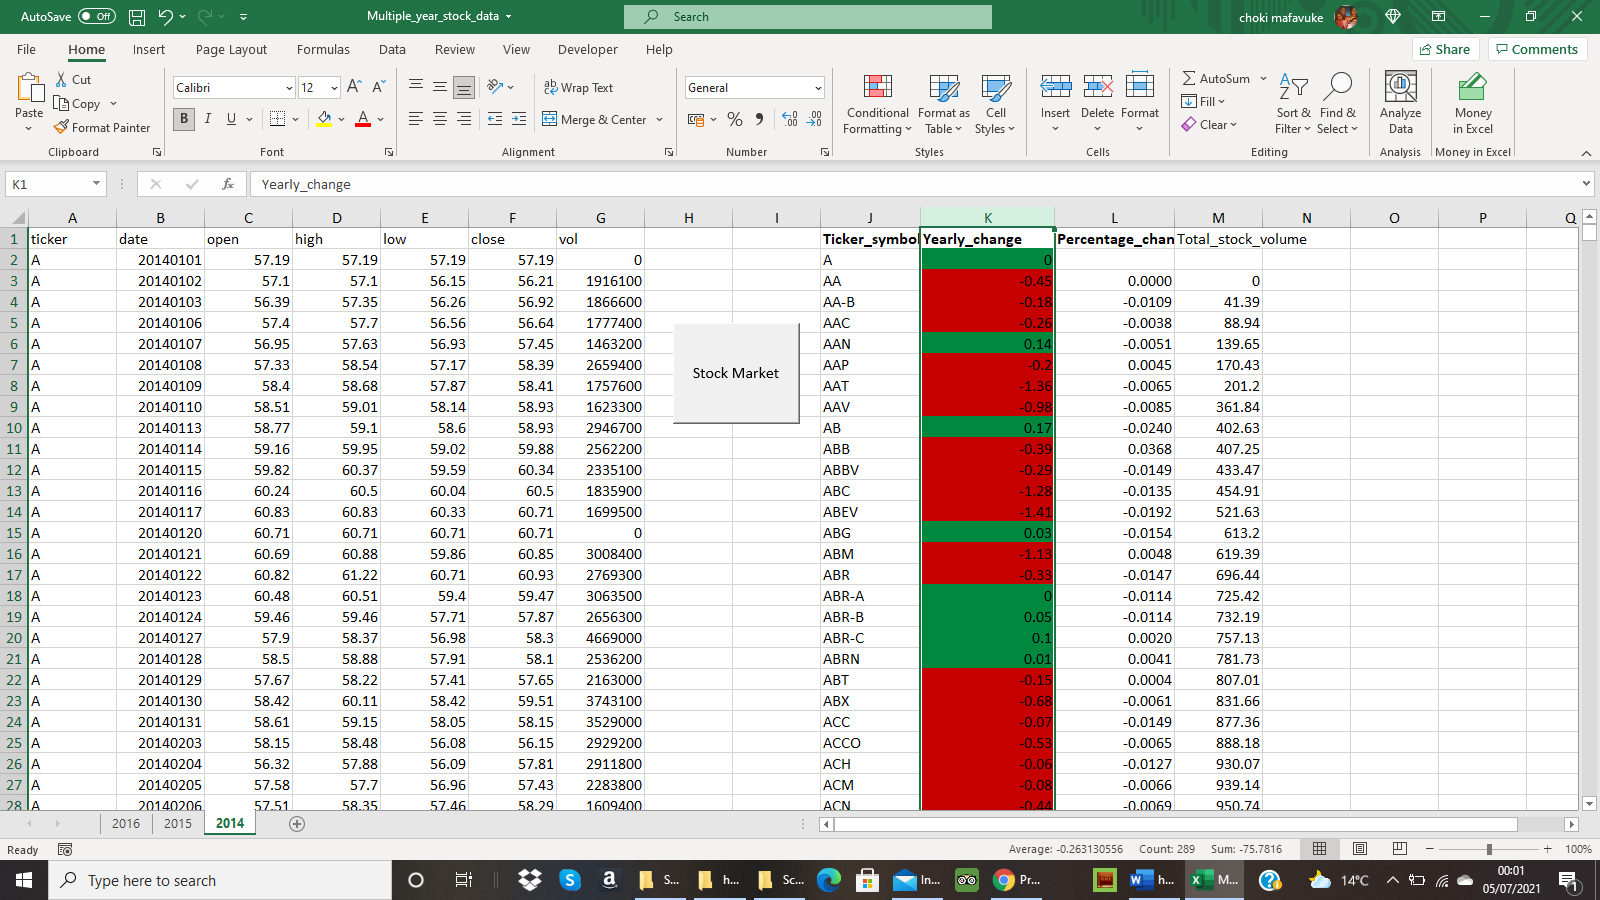 AutoSave Off Multiple_year_stock_data Search choki mafavuke
File Home Insert Page Layout Formulas Data Review View Developer Help Share Comments
Paste Cut Copy Format Painter Clipboard
Calibri 12 B I U A A A Font
Wrap Text Merge & Center Alignment
General % Number
Conditional Formatting Format as Table Cell Styles Styles
Insert Delete Format Cells
AutoSum Fill Clear Sort & Filter Find & Select Editing
Analyze Data Analysis
Money in Excel Money in Excel
K1 fx Yearly_change
A B C D E F G H I J K L M N O P Q
1 ticker date open high low close vol Ticker_symbol Yearly_change Percentage_chan Total_stock_volume
2 A 20140101 57.19 57.19 57.19 57.19 0 A 0
3 A 20140102 57.1 57.1 56.15 56.21 1916100 AA -0.45 0.0000 0
4 A 20140103 56.39 57.35 56.26 56.92 1866600 AA-B -0.18 -0.0109 41.39
5 A 20140106 57.4 57.7 56.56 56.64 1777400 AAC -0.26 -0.0038 88.94
6 A 20140107 56.95 57.63 56.93 57.45 1463200 AAN 0.14 -0.0051 139.65
7 A 20140108 57.33 58.54 57.17 58.39 2659400 AAP -0.2 0.0045 170.43
8 A 20140109 58.4 58.68 57.87 58.41 1757600 AAT -1.36 -0.0065 201.2
9 A 20140110 58.51 59.01 58.14 58.93 1623300 AAV -0.98 -0.0085 361.84
10 A 20140113 58.77 59.1 58.6 58.93 2946700 AB 0.17 -0.0240 402.63
11 A 20140114 59.16 59.95 59.02 59.88 2562200 ABB -0.39 0.0368 407.25
12 A 20140115 59.82 60.37 59.59 60.34 2335100 ABBV -0.29 -0.0149 433.47
13 A 20140116 60.24 60.5 60.04 60.5 1835900 ABC -1.28 -0.0135 454.91
14 A 20140117 60.83 60.83 60.33 60.71 1699500 ABEV -1.41 -0.0192 521.63
15 A 20140120 60.71 60.71 60.71 60.71 0 ABG 0.03 -0.0154 613.2
16 A 20140121 60.69 60.88 59.86 60.85 3008400 ABM -1.13 0.0048 619.39
17 A 20140122 60.82 61.22 60.71 60.93 2769300 ABR -0.33 -0.0147 696.44
18 A 20140123 60.48 60.51 59.4 59.47 3063500 ABR-A 0 -0.0114 725.42
19 A 20140124 59.46 59.46 57.71 57.87 2656300 ABR-B 0.05 -0.0114 732.19
20 A 20140127 57.9 58.37 56.98 58.3 4669000 ABR-C 0.1 0.0020 757.13
21 A 20140128 58.5 58.88 57.91 58.1 2536200 ABRN 0.01 0.0041 781.73
22 A 20140129 57.67 58.22 57.41 57.65 2163000 ABT -0.15 0.0004 807.01
23 A 20140130 58.42 60.11 58.42 59.51 3743100 ABX -0.68 -0.0061 831.66
24 A 20140131 58.61 59.15 58.05 58.15 3529000 ACC -0.07 -0.0149 877.36
25 A 20140203 58.15 58.48 56.08 56.15 2929200 ACCO -0.53 -0.0065 888.18
26 A 20140204 56.32 57.88 56.09 57.81 2911800 ACH -0.06 -0.0127 930.07
27 A 20140205 57.58 57.7 56.96 57.43 2283800 ACM -0.08 -0.0066 939.14
28 A 20140206 57.51 58.35 57.46 58.29 1609400 ACN -0.44 -0.0069 950.74
Stock Market
2016 2015 2014
Ready Average: -0.263130556 Count: 289 Sum: -75.7816 100%
Type here to search S... h... Sc... In... Pr... h... M... 14°C 00:01
05/07/2021 1